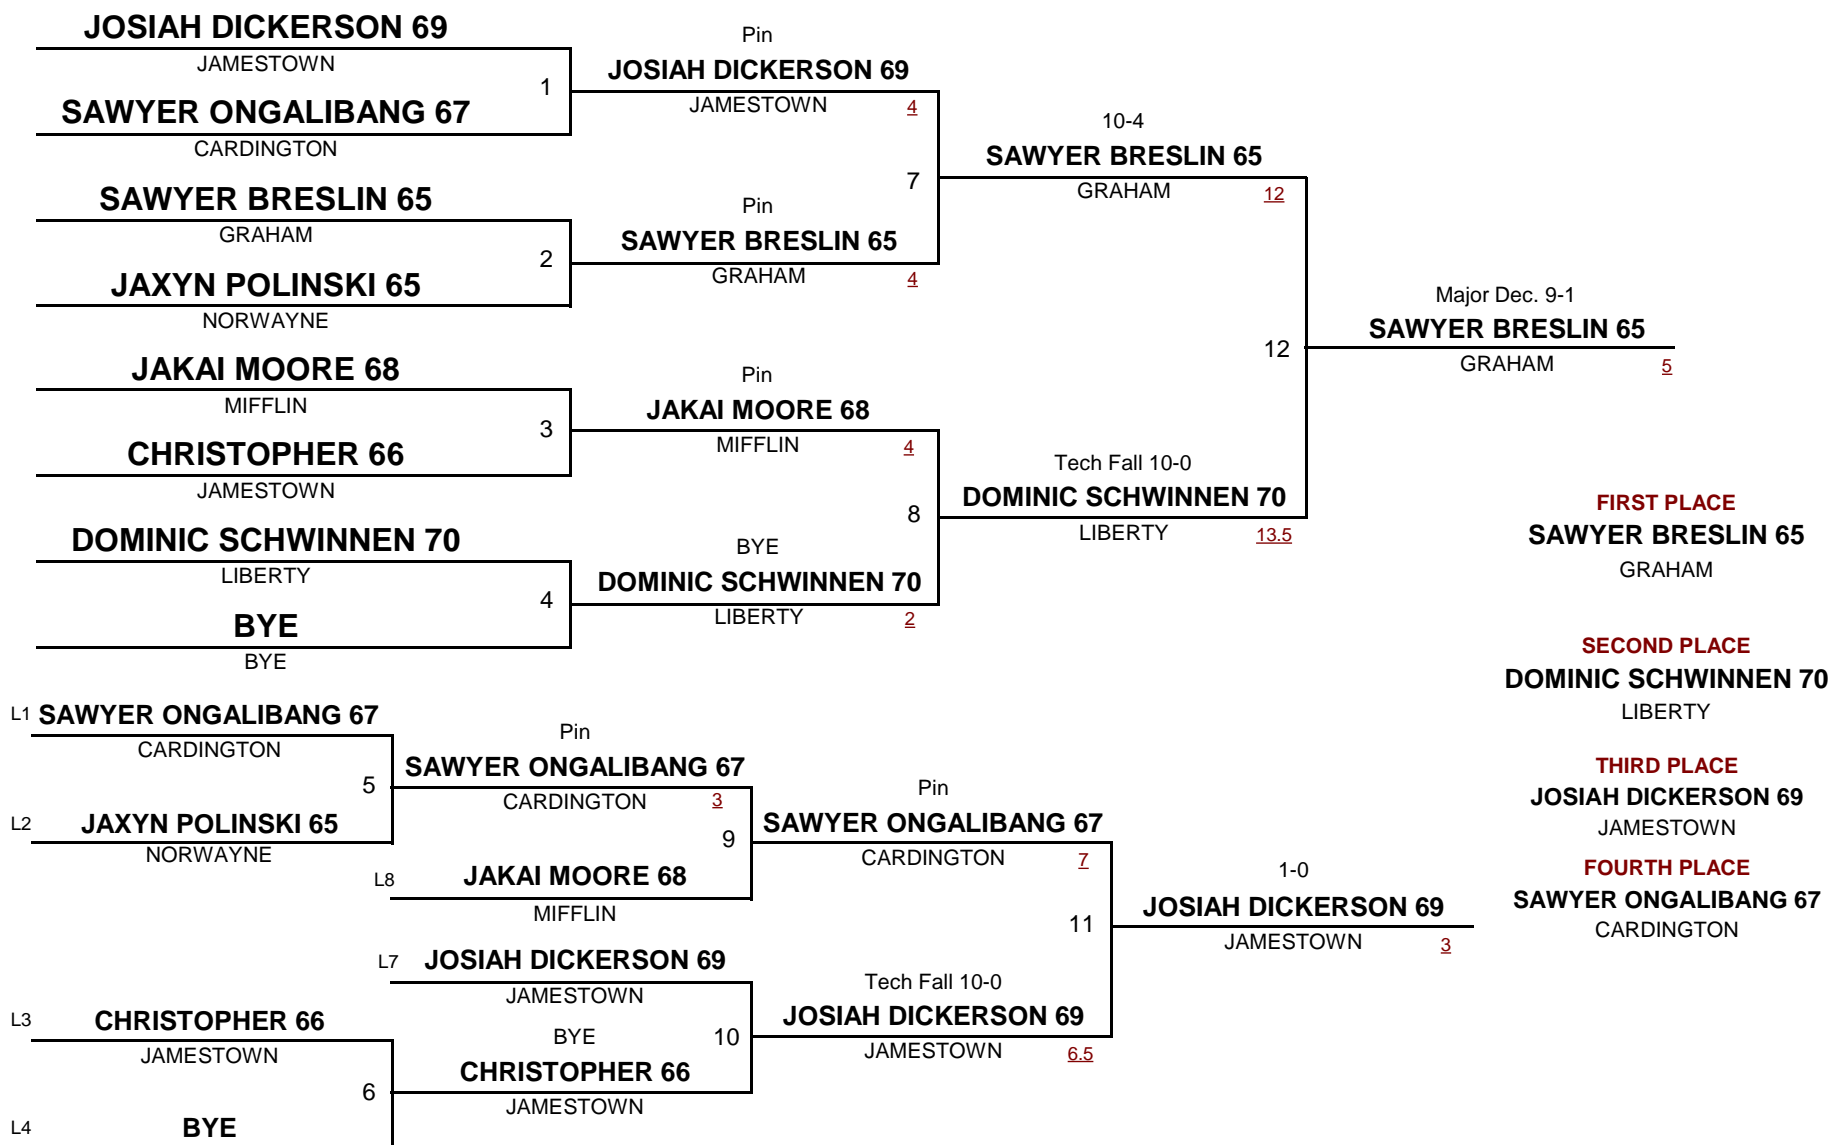 JOSIAH DICKERSON 69
JAMESTOWN
1
SAWYER ONGALIBANG 67
CARDINGTON
SAWYER BRESLIN 65
GRAHAM
2
JAXYN POLINSKI 65
NORWAYNE
JAKAI MOORE 68
MIFFLIN
3
CHRISTOPHER 66
JAMESTOWN
DOMINIC SCHWINNEN 70
LIBERTY
4
BYE
BYE
Pin
JOSIAH DICKERSON 69
JAMESTOWN 4
7
Pin
SAWYER BRESLIN 65
GRAHAM 4
Pin
JAKAI MOORE 68
MIFFLIN 4
8
BYE
DOMINIC SCHWINNEN 70
LIBERTY 2
10-4
SAWYER BRESLIN 65
GRAHAM 12
12
Tech Fall 10-0
DOMINIC SCHWINNEN 70
LIBERTY 13.5
Major Dec. 9-1
SAWYER BRESLIN 65
GRAHAM 5
FIRST PLACE
SAWYER BRESLIN 65
GRAHAM
SECOND PLACE
DOMINIC SCHWINNEN 70
LIBERTY
THIRD PLACE
JOSIAH DICKERSON 69
JAMESTOWN
FOURTH PLACE
SAWYER ONGALIBANG 67
CARDINGTON
L1 SAWYER ONGALIBANG 67
CARDINGTON
5
L2 JAXYN POLINSKI 65
NORWAYNE
L3 CHRISTOPHER 66
JAMESTOWN
6
L4 BYE
Pin
SAWYER ONGALIBANG 67
CARDINGTON 3
9
L8 JAKAI MOORE 68
MIFFLIN
L7 JOSIAH DICKERSON 69
JAMESTOWN
10
BYE
CHRISTOPHER 66
JAMESTOWN
Pin
SAWYER ONGALIBANG 67
CARDINGTON 7
11
Tech Fall 10-0
JOSIAH DICKERSON 69
JAMESTOWN 6.5
1-0
JOSIAH DICKERSON 69
JAMESTOWN 3